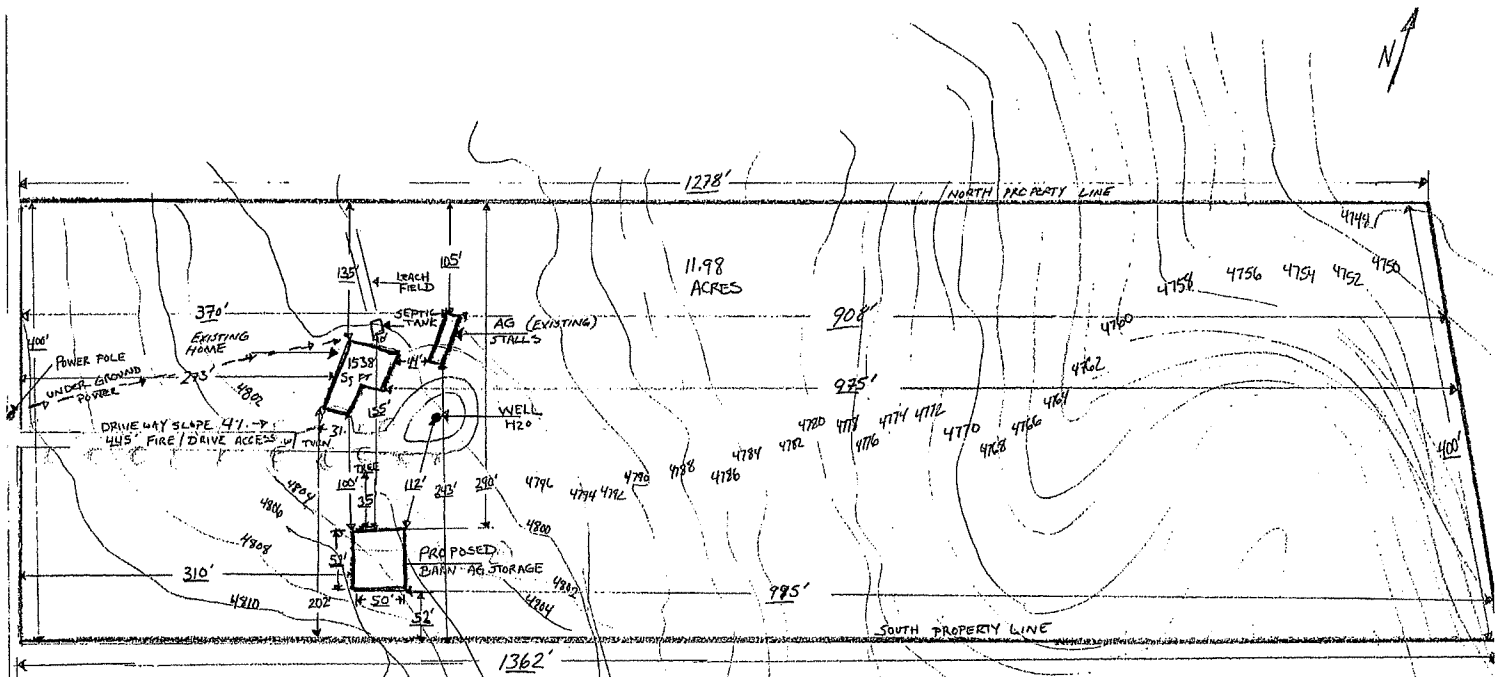 N
1278'
NORTH PROPERTY LINE
4748
4750
4752
4754
4756
4758
135'
105'
LEACH
FIELD
11.98
ACRES
370'
SEPTIC
TANK
AG (EXISTING)
STALLS
908'
400'
EXISTING
HOME
1538
SQ FT
44'
4760
4762
POWER POLE
UNDER GROUND
POWER
293'
4802
975'
155'
WELL
H2O
DRIVE WAY SLOPE 4%
445' FIRE/DRIVE ACCESS W/ TURN
31'
4780
4778
4774
4772
4764
4782
4776
4770
4766
4768
400'
TREE
4784
4786
4788
4790
100'
35'
112'
243'
290'
4796
4794
4792
4804
4806
4800
4808
PROPOSED
BARN-AG STORAGE
310'
50'
4802
985'
4810
202'
52'
4804
SOUTH PROPERTY LINE
1362'